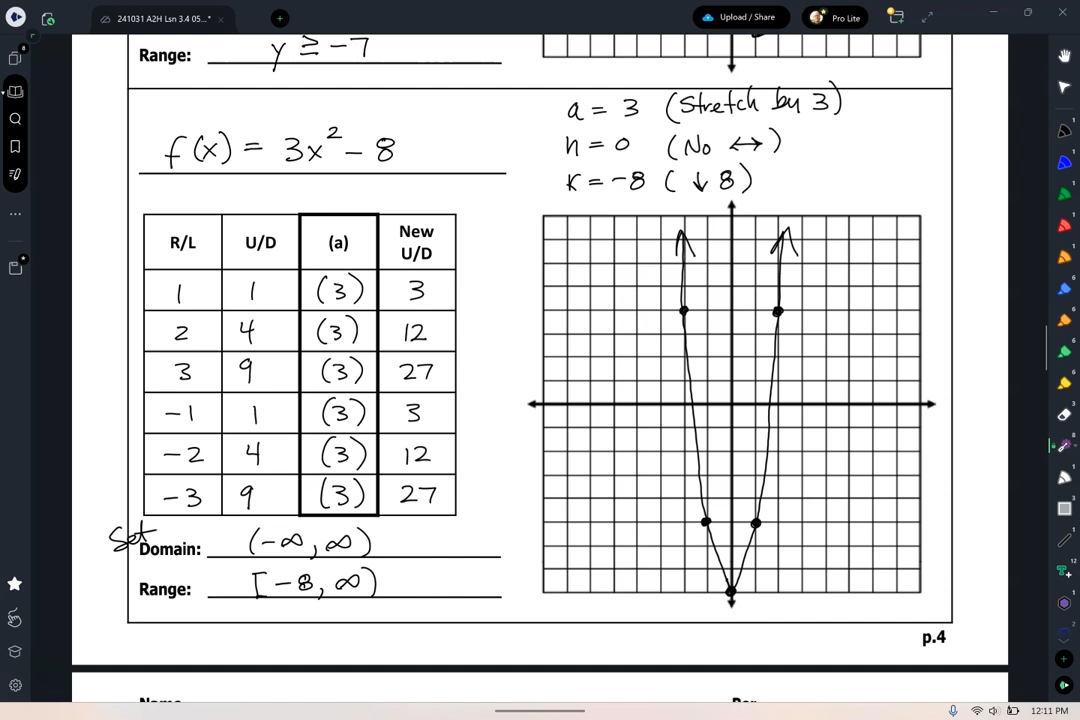 241031 A2H Lsn 3.4 05...*
Upload / Share
Pro Lite
Range: y ≥ -7
a = 3 (Stretch by 3)
h = 0 (No ↔)
k = -8 (↓ 8)
f(x) = 3x² - 8
R/L U/D (a) New U/D
1 1 (3) 3
2 4 (3) 12
3 9 (3) 27
-1 1 (3) 3
-2 4 (3) 12
-3 9 (3) 27
Set
Domain: (-∞, ∞)
Range: [-8, ∞)
p.4
12:11 PM